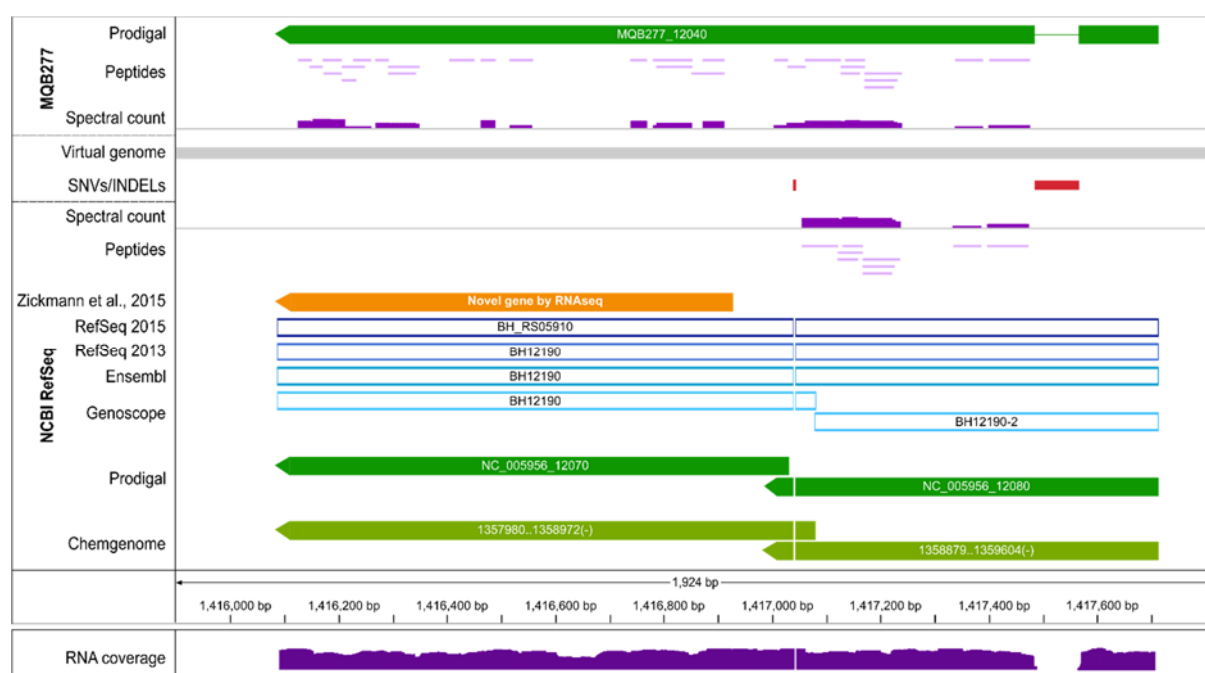 MQB277
Prodigal
MQB277_12040
Peptides
Spectral count
Virtual genome
SNVs/INDELs
NCBI RefSeq
Spectral count
Peptides
Zickmann et al., 2015
Novel gene by RNAseq
RefSeq 2015
BH_RS05910
RefSeq 2013
BH12190
Ensembl
BH12190
Genoscope
BH12190
BH12190-2
Prodigal
NC_005956_12070
NC_005956_12080
Chemgenome
1357980..1358972(-)
1358879..1359604(-)
1,924 bp
1,416,000 bp 1,416,200 bp 1,416,400 bp 1,416,600 bp 1,416,800 bp 1,417,000 bp 1,417,200 bp 1,417,400 bp 1,417,600 bp
RNA coverage